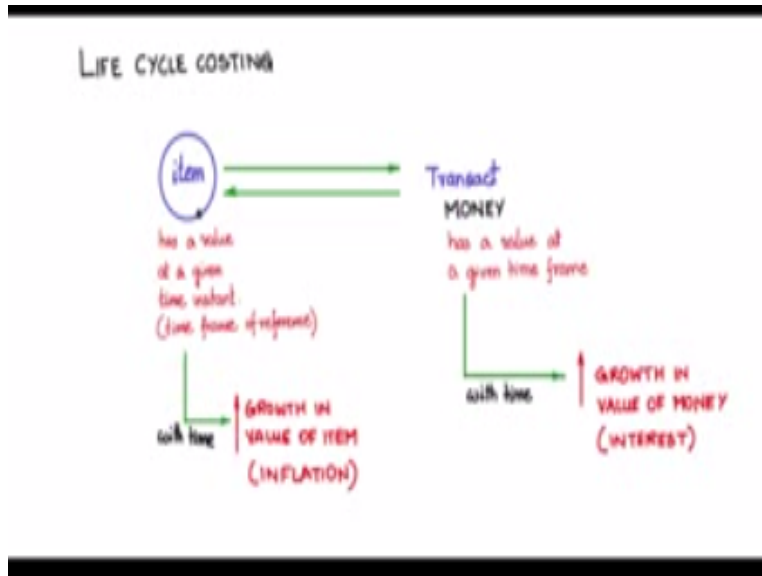 LIFE CYCLE COSTING
item
Transact
MONEY
has a value
at a given
time instant.
(time frame of reference)
has a value at
a given time frame
with time
GROWTH IN
VALUE OF ITEM
(INFLATION)
with time
GROWTH IN
VALUE OF MONEY
(INTEREST)